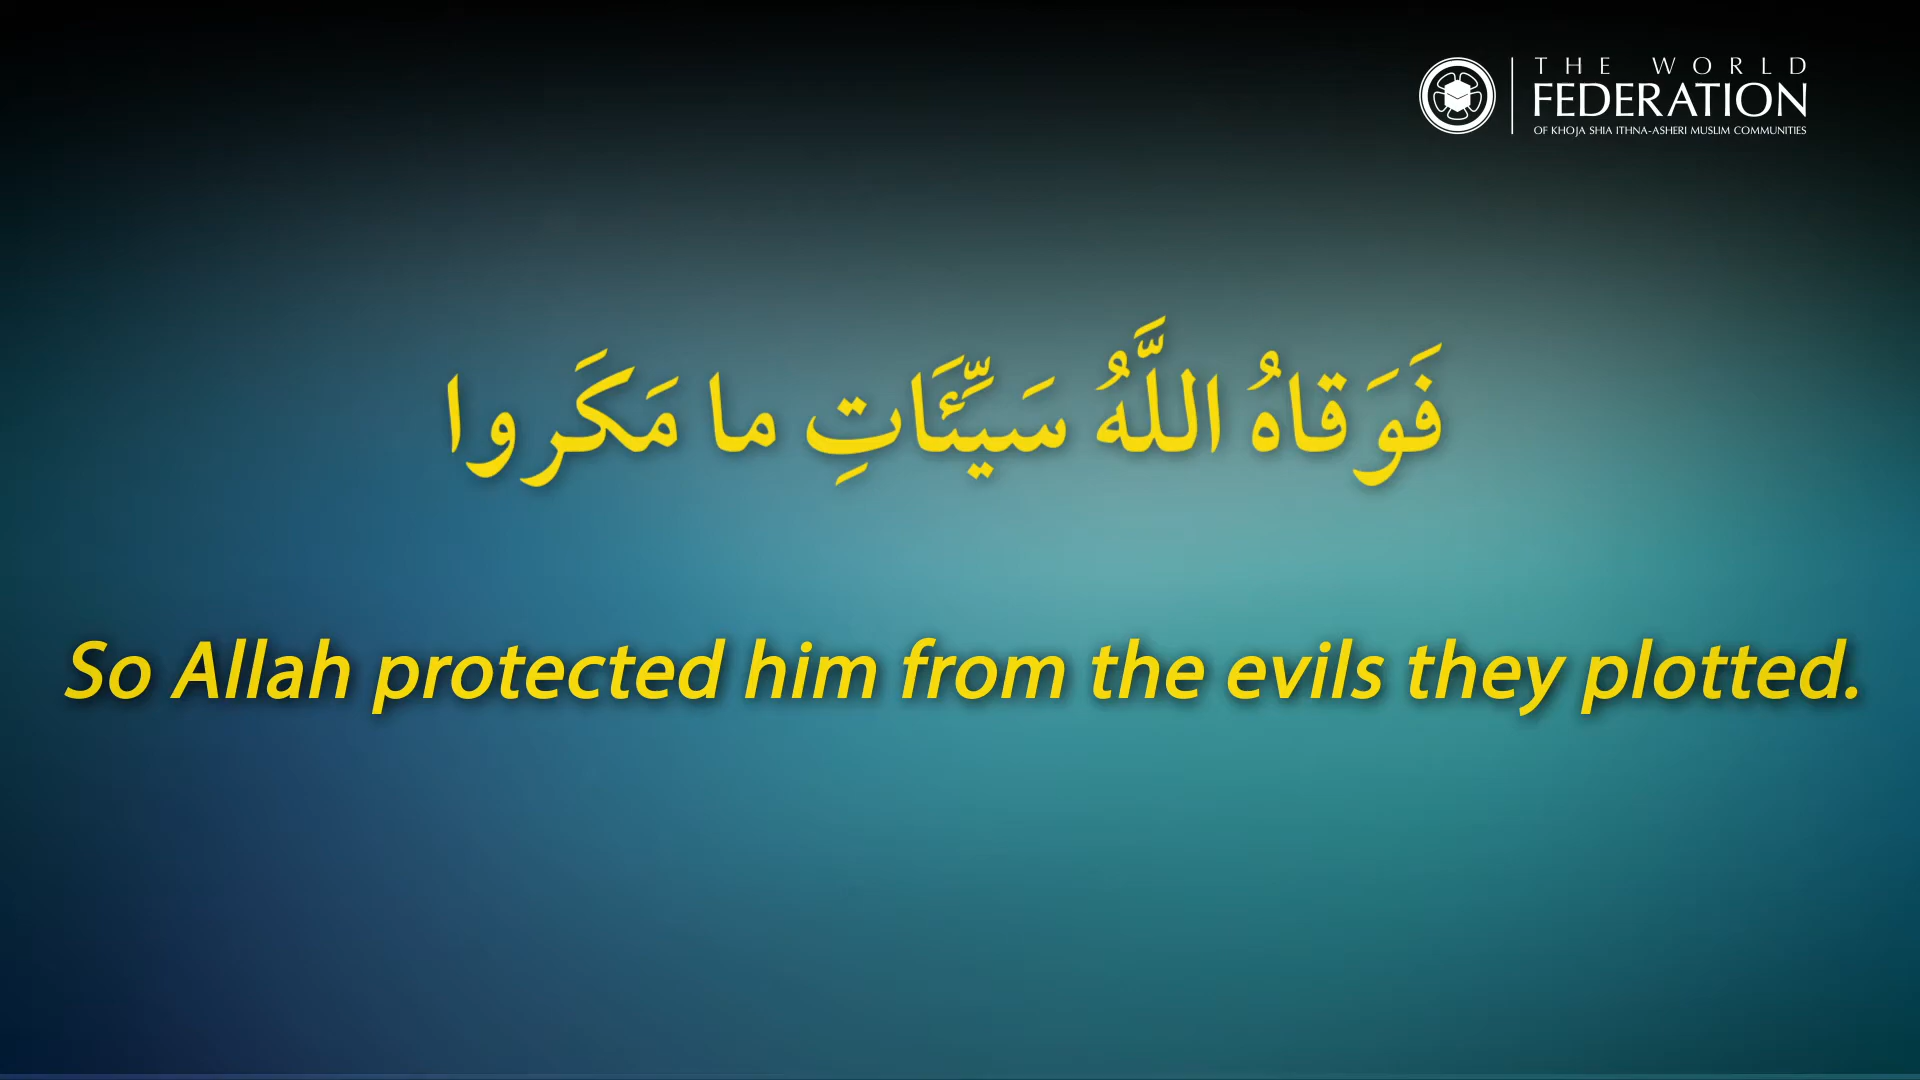 THE WORLD
FEDERATION
OF KHOJA SHIA ITHNA-ASHERI MUSLIM COMMUNITIES
فَوَقاهُ اللَّهُ سَيِّئَاتِ ما مَكَروا
So Allah protected him from the evils they plotted.